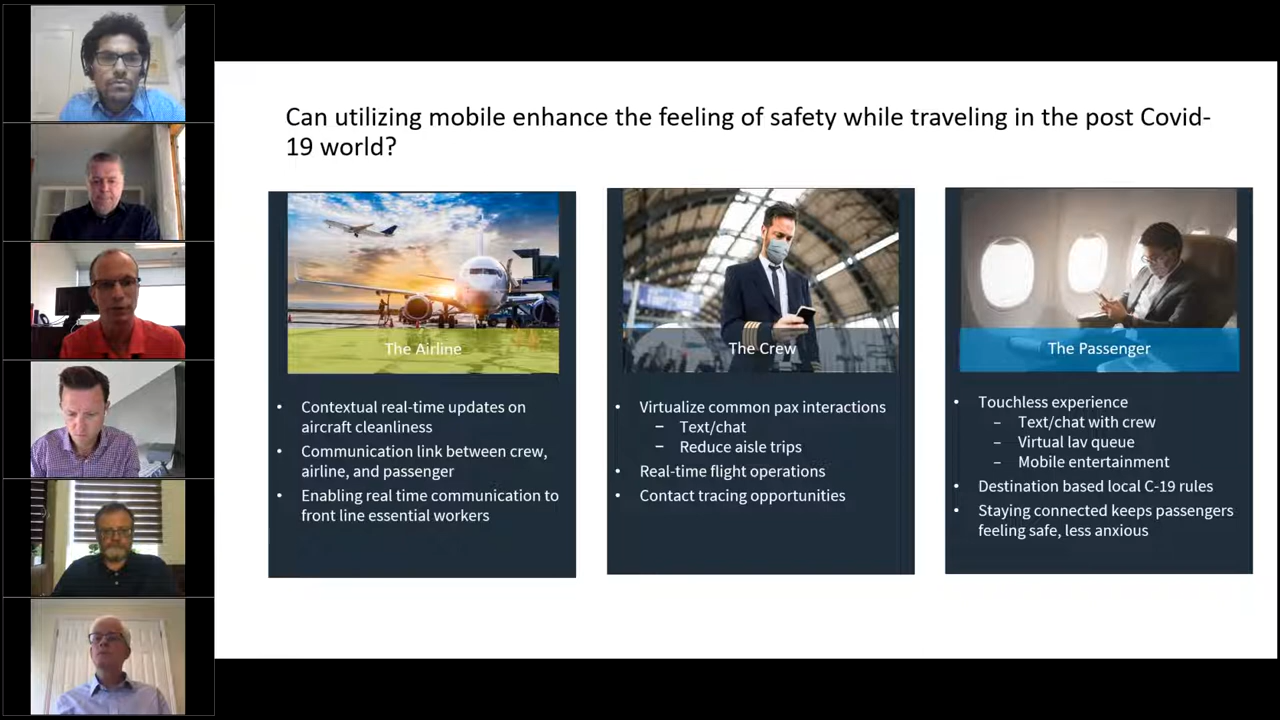 Can utilizing mobile enhance the feeling of safety while traveling in the post Covid-
19 world?
The Airline
• Contextual real-time updates on
aircraft cleanliness
• Communication link between crew,
airline, and passenger
• Enabling real time communication to
front line essential workers
The Crew
• Virtualize common pax interactions
– Text/chat
– Reduce aisle trips
• Real-time flight operations
• Contact tracing opportunities
The Passenger
• Touchless experience
– Text/chat with crew
– Virtual lav queue
– Mobile entertainment
• Destination based local C-19 rules
• Staying connected keeps passengers
feeling safe, less anxious